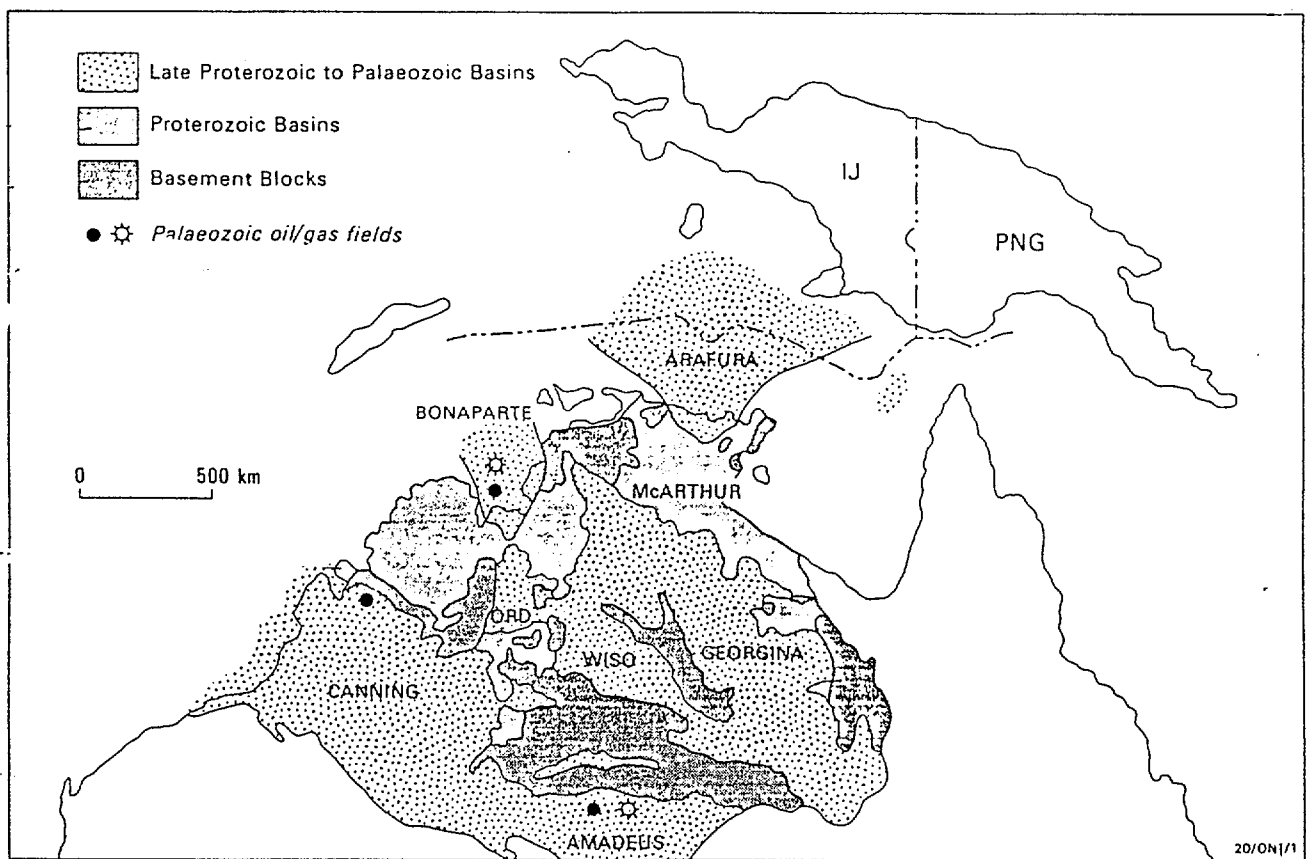 Late Proterozoic to Palaeozoic Basins
Proterozoic Basins
Basement Blocks
Palaeozoic oil/gas fields
IJ
PNG
ARAFURA
BONAPARTE
0 500 km
McARTHUR
ORD
WISO
GEORGINA
CANNING
AMADEUS
20/ON1/1